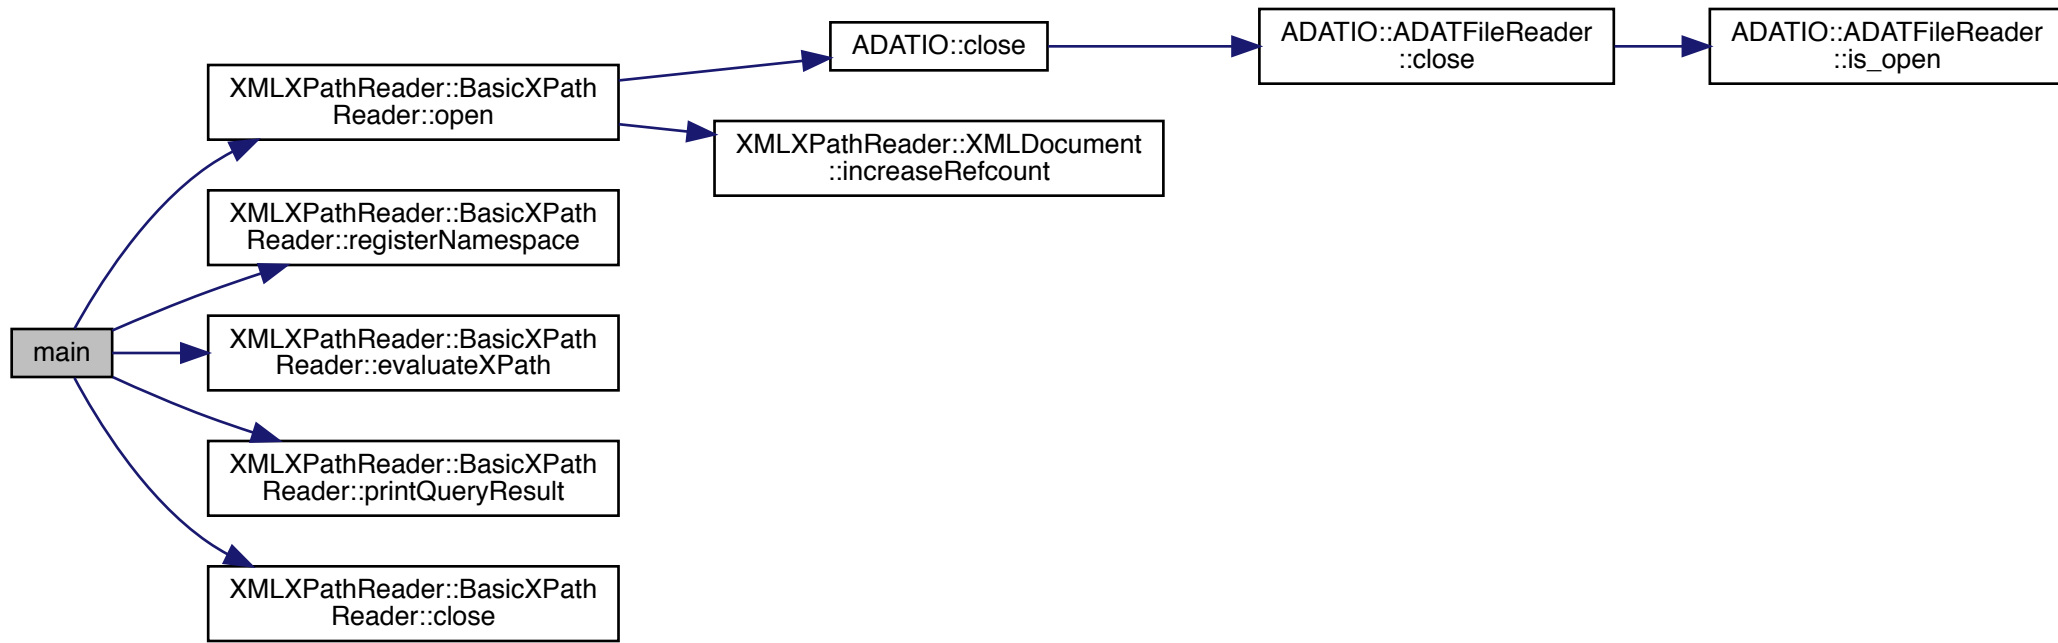 main
XMLXPathReader::BasicXPath
Reader::open
XMLXPathReader::BasicXPath
Reader::registerNamespace
XMLXPathReader::BasicXPath
Reader::evaluateXPath
XMLXPathReader::BasicXPath
Reader::printQueryResult
XMLXPathReader::BasicXPath
Reader::close
ADATIO::close
XMLXPathReader::XMLDocument
::increaseRefcount
ADATIO::ADATFileReader
::close
ADATIO::ADATFileReader
::is_open